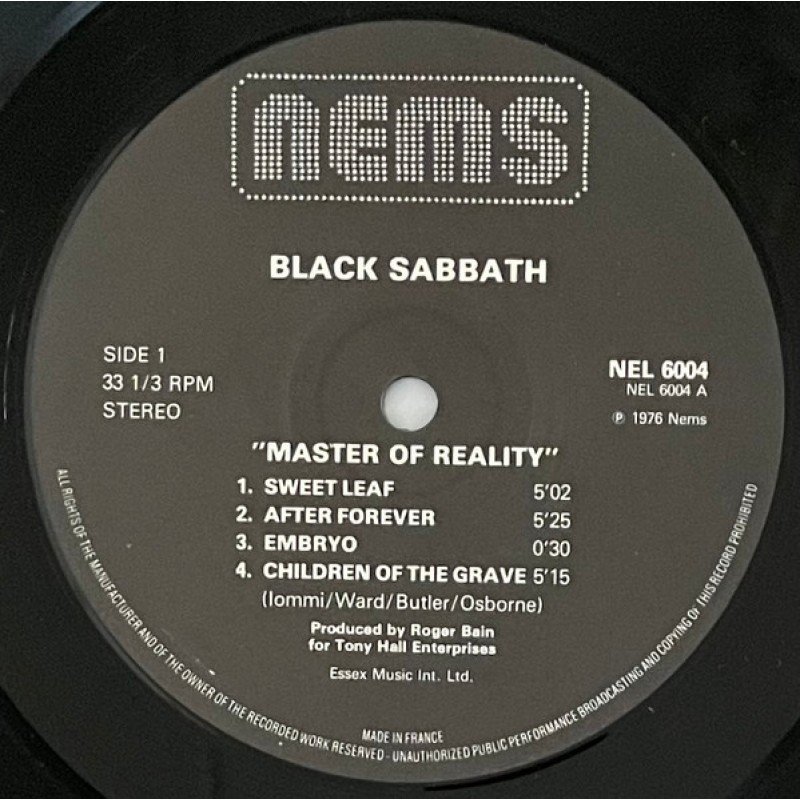 nems
BLACK SABBATH
SIDE 1
33 1/3 RPM
STEREO
NEL 6004
NEL 6004 A
℗ 1976 Nems
"MASTER OF REALITY"
1. SWEET LEAF 5'02
2. AFTER FOREVER 5'25
3. EMBRYO 0'30
4. CHILDREN OF THE GRAVE 5'15
(Iommi/Ward/Butler/Osborne)
Produced by Roger Bain
for Tony Hall Enterprises
Essex Music Int. Ltd.
MADE IN FRANCE
ALL RIGHTS OF THE MANUFACTURER AND OF THE OWNER OF THE RECORDED WORK RESERVED - UNAUTHORIZED PUBLIC PERFORMANCE BROADCASTING AND COPYING OF THIS RECORD PROHIBITED